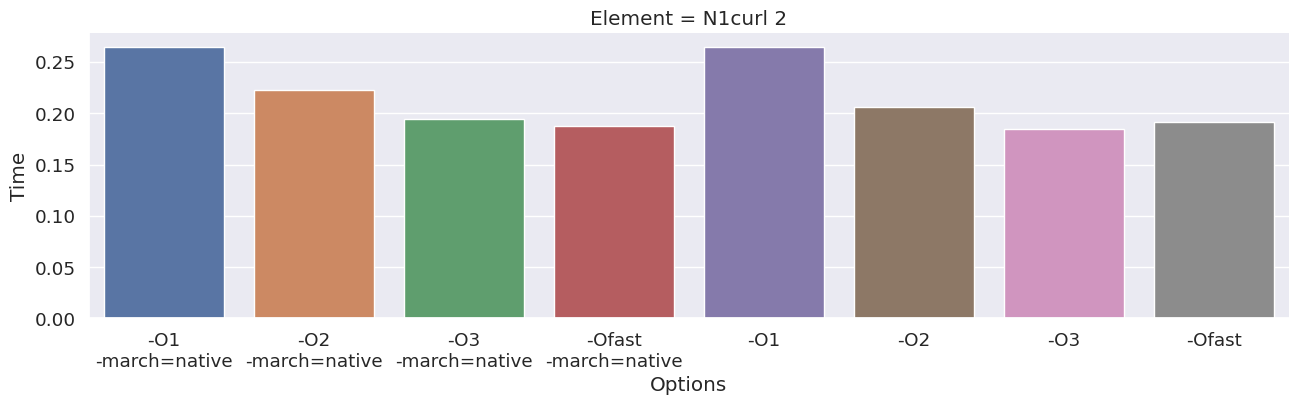 Element = N1curl 2
Time
0.25
0.20
0.15
0.10
0.05
0.00
-O1
-march=native
-O2
-march=native
-O3
-march=native
-Ofast
-march=native
-O1
-O2
-O3
-Ofast
Options